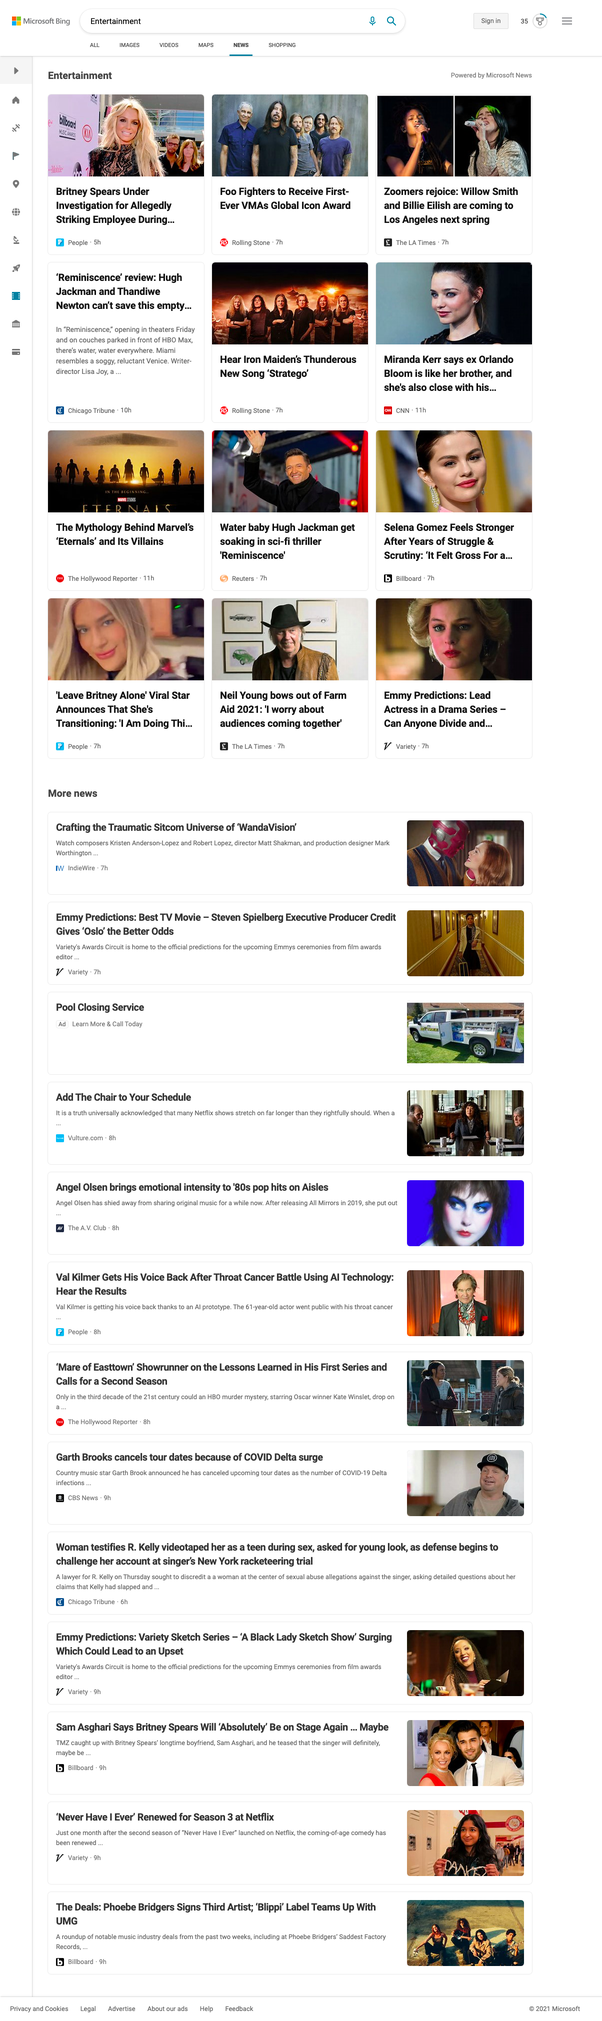 Microsoft Bing
Entertainment
Sign in
35
ALL
IMAGES
VIDEOS
MAPS
NEWS
SHOPPING
Entertainment
Powered by Microsoft News
billboard
Britney Spears Under
Investigation for Allegedly
Striking Employee During...
People · 5h
Foo Fighters to Receive First-
Ever VMAs Global Icon Award
Rolling Stone · 7h
Zoomers rejoice: Willow Smith
and Billie Eilish are coming to
Los Angeles next spring
The LA Times · 7h
‘Reminiscence’ review: Hugh
Jackman and Thandiwe
Newton can’t save this empty...
In “Reminiscence,” opening in theaters Friday
and on couches parked in front of HBO Max,
there’s water, water everywhere. Miami
resembles a soggy, reluctant Venice. Writer-
director Lisa Joy, a ...
Chicago Tribune · 10h
Hear Iron Maiden’s Thunderous
New Song ‘Stratego’
Rolling Stone · 7h
Miranda Kerr says ex Orlando
Bloom is like her brother, and
she's also close with his...
CNN · 11h
IN THE BEGINNING...
ETERNALS
The Mythology Behind Marvel’s
‘Eternals’ and Its Villains
The Hollywood Reporter · 11h
Water baby Hugh Jackman get
soaking in sci-fi thriller
'Reminiscence'
Reuters · 7h
Selena Gomez Feels Stronger
After Years of Struggle &
Scrutiny: ‘It Felt Gross For a...
Billboard · 7h
'Leave Britney Alone' Viral Star
Announces That She's
Transitioning: 'I Am Doing Thi...
People · 7h
Neil Young bows out of Farm
Aid 2021: 'I worry about
audiences coming together'
The LA Times · 7h
Emmy Predictions: Lead
Actress in a Drama Series –
Can Anyone Divide and...
Variety · 7h
More news
Crafting the Traumatic Sitcom Universe of ‘WandaVision’
Watch composers Kristen Anderson-Lopez and Robert Lopez, director Matt Shakman, and production designer Mark
Worthington ...
IndieWire · 7h
Emmy Predictions: Best TV Movie – Steven Spielberg Executive Producer Credit
Gives ‘Oslo’ the Better Odds
Variety's Awards Circuit is home to the official predictions for the upcoming Emmys ceremonies from film awards
editor ...
Variety · 7h
Pool Closing Service
Ad Learn More & Call Today
Add The Chair to Your Schedule
It is a truth universally acknowledged that many Netflix shows stretch on far longer than they rightfully should. When a
...
Vulture.com · 8h
Angel Olsen brings emotional intensity to '80s pop hits on Aisles
Angel Olsen has shied away from sharing original music for a while now. After releasing All Mirrors in 2019, she put out
...
The A.V. Club · 8h
Val Kilmer Gets His Voice Back After Throat Cancer Battle Using AI Technology:
Hear the Results
Val Kilmer is getting his voice back thanks to an AI prototype. The 61-year-old actor went public with his throat cancer
...
People · 8h
‘Mare of Easttown’ Showrunner on the Lessons Learned in His First Series and
Calls for a Second Season
Only in the third decade of the 21st century could an HBO murder mystery, starring Oscar winner Kate Winslet, drop on
a ...
The Hollywood Reporter · 8h
Garth Brooks cancels tour dates because of COVID Delta surge
Country music star Garth Brook announced he has canceled upcoming tour dates as the number of COVID-19 Delta
infections ...
CBS News · 9h
Woman testifies R. Kelly videotaped her as a teen during sex, asked for young look, as defense begins to
challenge her account at singer’s New York racketeering trial
A lawyer for R. Kelly on Thursday sought to discredit a a woman at the center of sexual abuse allegations against the singer, asking detailed questions about her
claims that Kelly had slapped and ...
Chicago Tribune · 6h
Emmy Predictions: Variety Sketch Series – ‘A Black Lady Sketch Show’ Surging
Which Could Lead to an Upset
Variety's Awards Circuit is home to the official predictions for the upcoming Emmys ceremonies from film awards
editor ...
Variety · 9h
Sam Asghari Says Britney Spears Will ‘Absolutely’ Be on Stage Again ... Maybe
TMZ caught up with Britney Spears' longtime boyfriend, Sam Asghari, and he teased that the singer will definitely,
maybe be ...
Billboard · 9h
‘Never Have I Ever’ Renewed for Season 3 at Netflix
Just one month after the second season of “Never Have I Ever” launched on Netflix, the coming-of-age comedy has
been renewed ...
Variety · 9h
The Deals: Phoebe Bridgers Signs Third Artist; ‘Blippi’ Label Teams Up With
UMG
A roundup of notable music industry deals from the past two weeks, including at Phoebe Bridgers' Saddest Factory
Records, ...
Billboard · 9h
Privacy and Cookies
Legal
Advertise
About our ads
Help
Feedback
© 2021 Microsoft